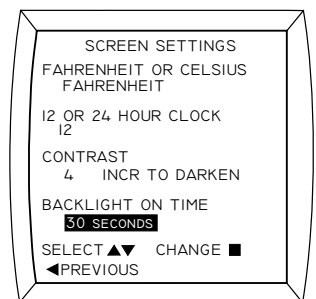 SCREEN SETTINGS
FAHRENHEIT OR CELSIUS
FAHRENHEIT
12 OR 24 HOUR CLOCK
12
CONTRAST
4 INCR TO DARKEN
BACKLIGHT ON TIME
30 SECONDS
SELECT▲▼ CHANGE ■
◀PREVIOUS